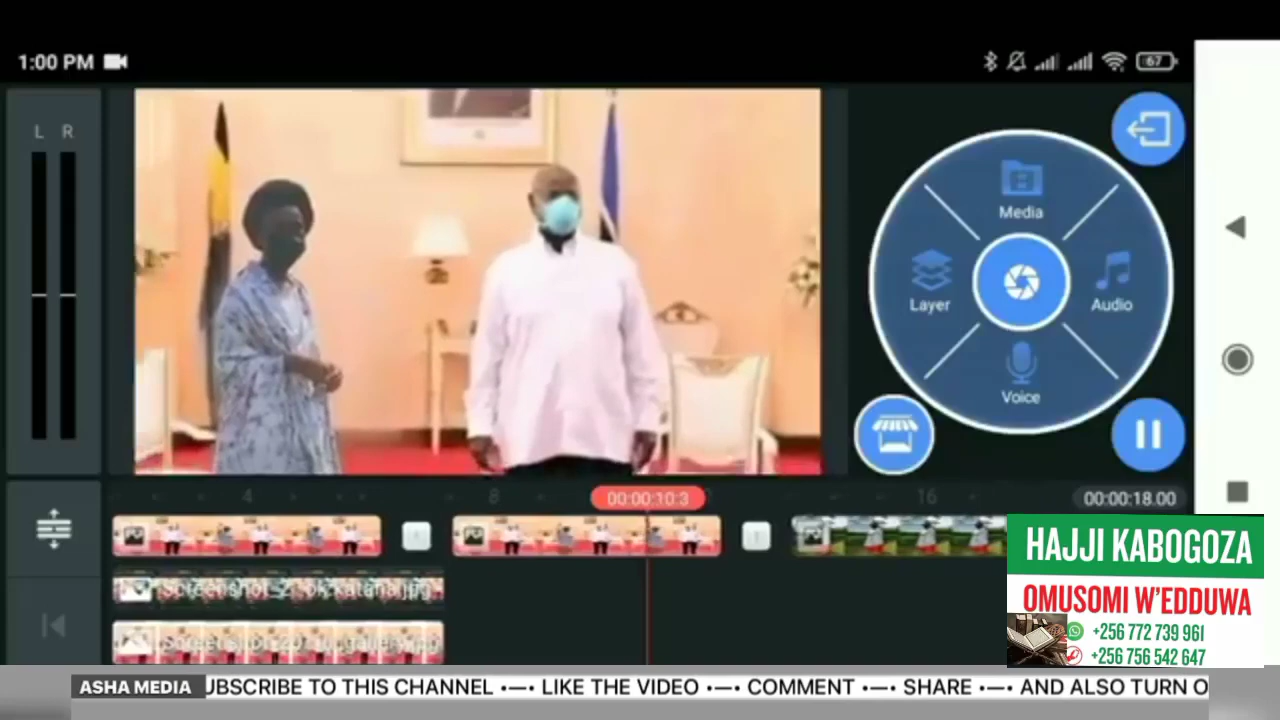 1:00 PM
67
L R
Media
Layer
Audio
Voice
4
8
00:00:10.3
16
00:00:18.00
HAJJI KABOGOZA
OMUSOMI W'EDDUWA
+256 772 739 961
+256 756 542 647
ASHA MEDIA
UBSCRIBE TO THIS CHANNEL •—• LIKE THE VIDEO •—• COMMENT •—• SHARE •—• AND ALSO TURN O